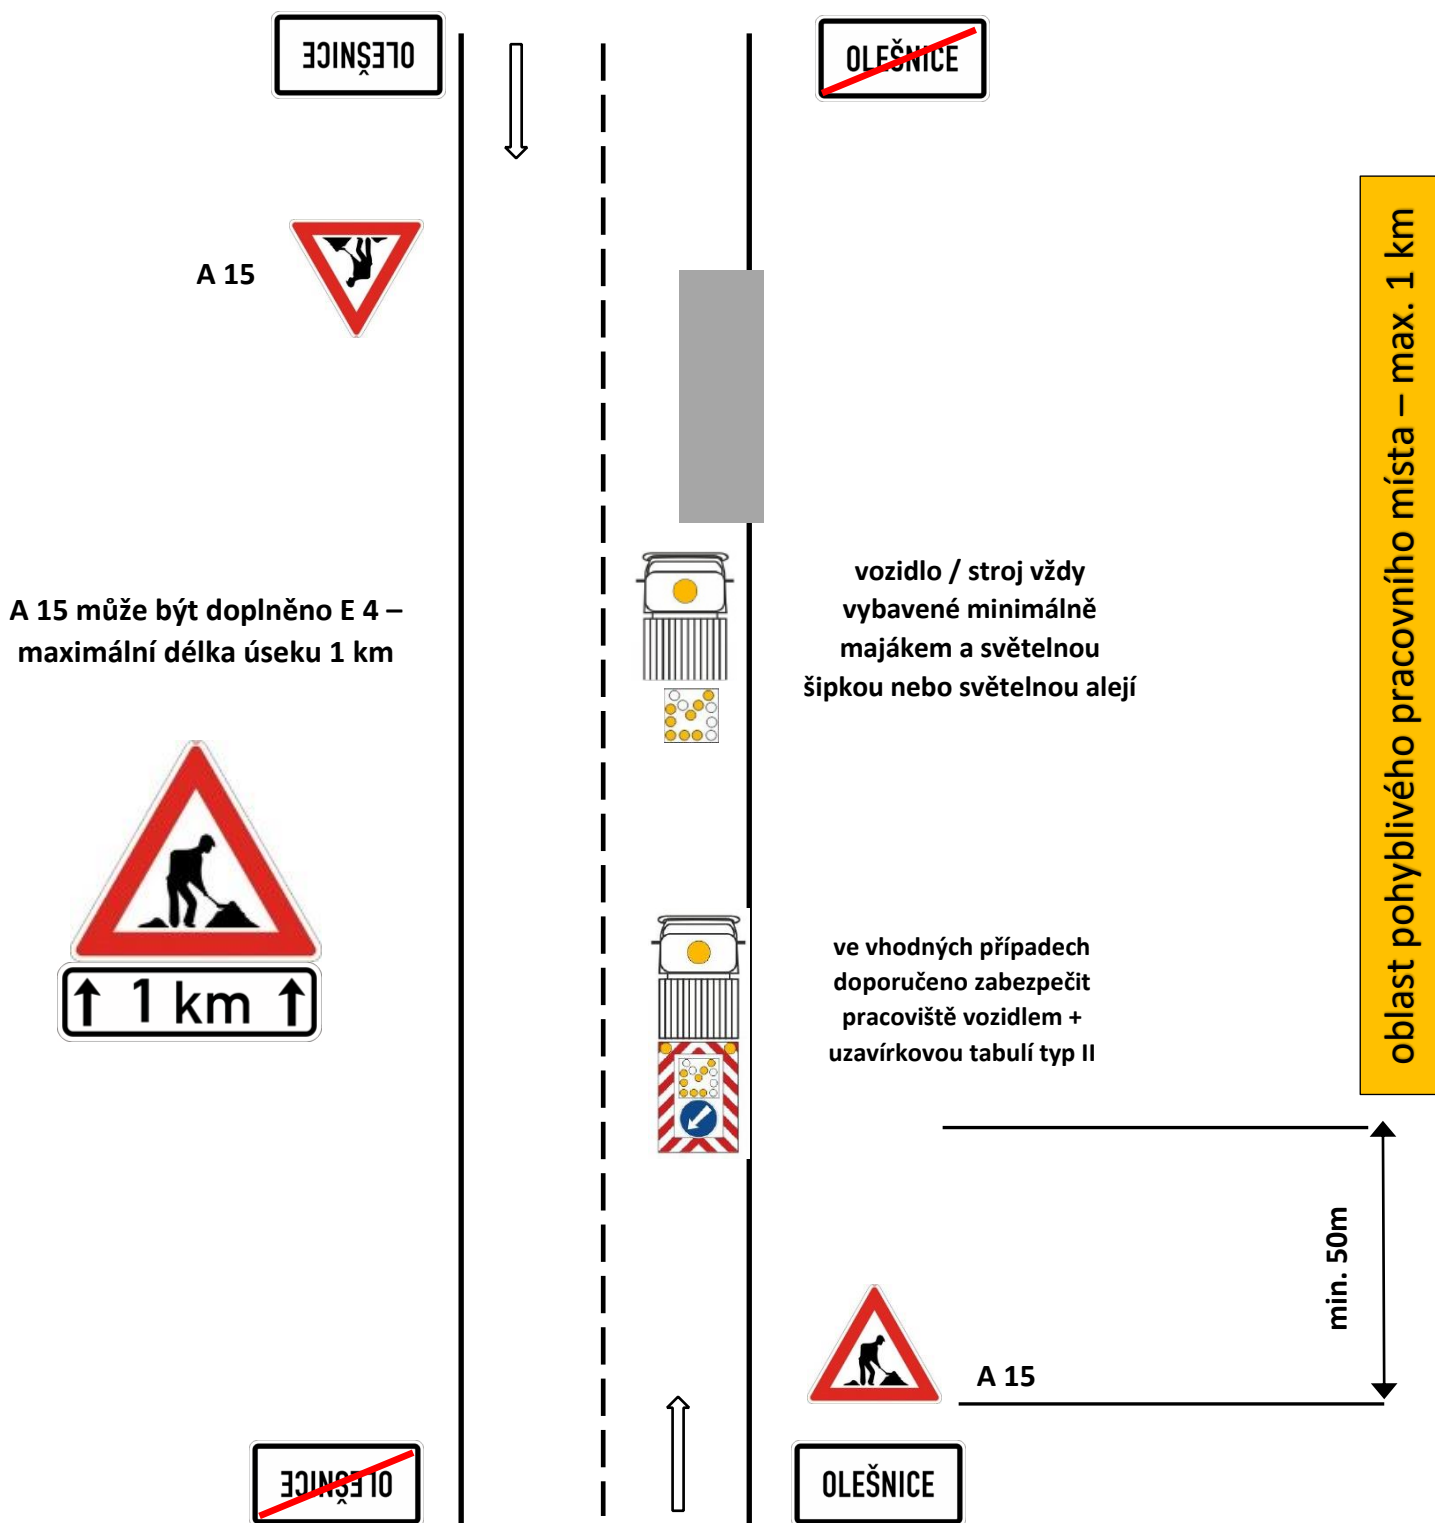 OLEŠNICE
OLEŠNICE
A 15
oblast pohyblivého pracovního místa – max. 1 km
A 15 může být doplněno E 4 –
maximální délka úseku 1 km
vozidlo / stroj vždy
vybavené minimálně
majákem a světelnou
šipkou nebo světelnou alejí
1 km
ve vhodných případech
doporučeno zabezpečit
pracoviště vozidlem +
uzavírkovou tabulí typ II
min. 50m
A 15
OLEŠNICE
OLEŠNICE